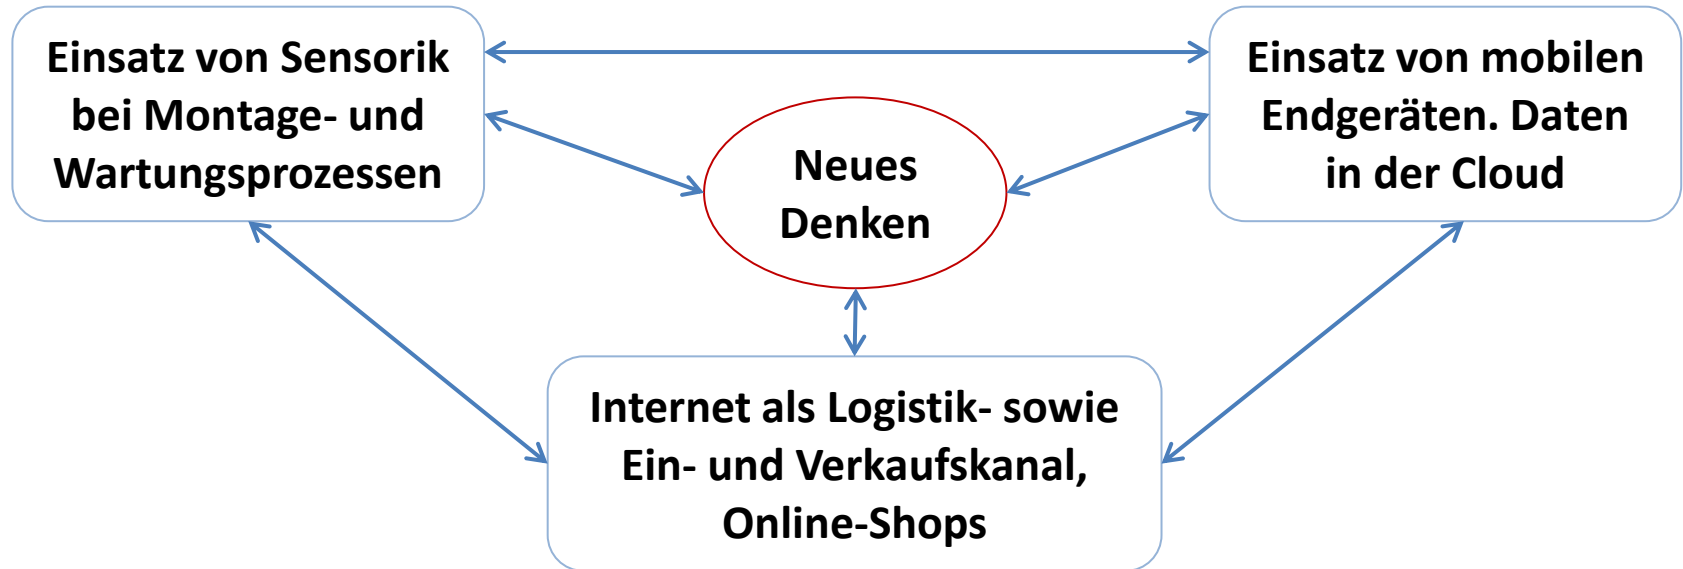 Einsatz von Sensorik
bei Montage- und
Wartungsprozessen
Neues
Denken
Einsatz von mobilen
Endgeräten. Daten
in der Cloud
Internet als Logistik- sowie
Ein- und Verkaufskanal,
Online-Shops